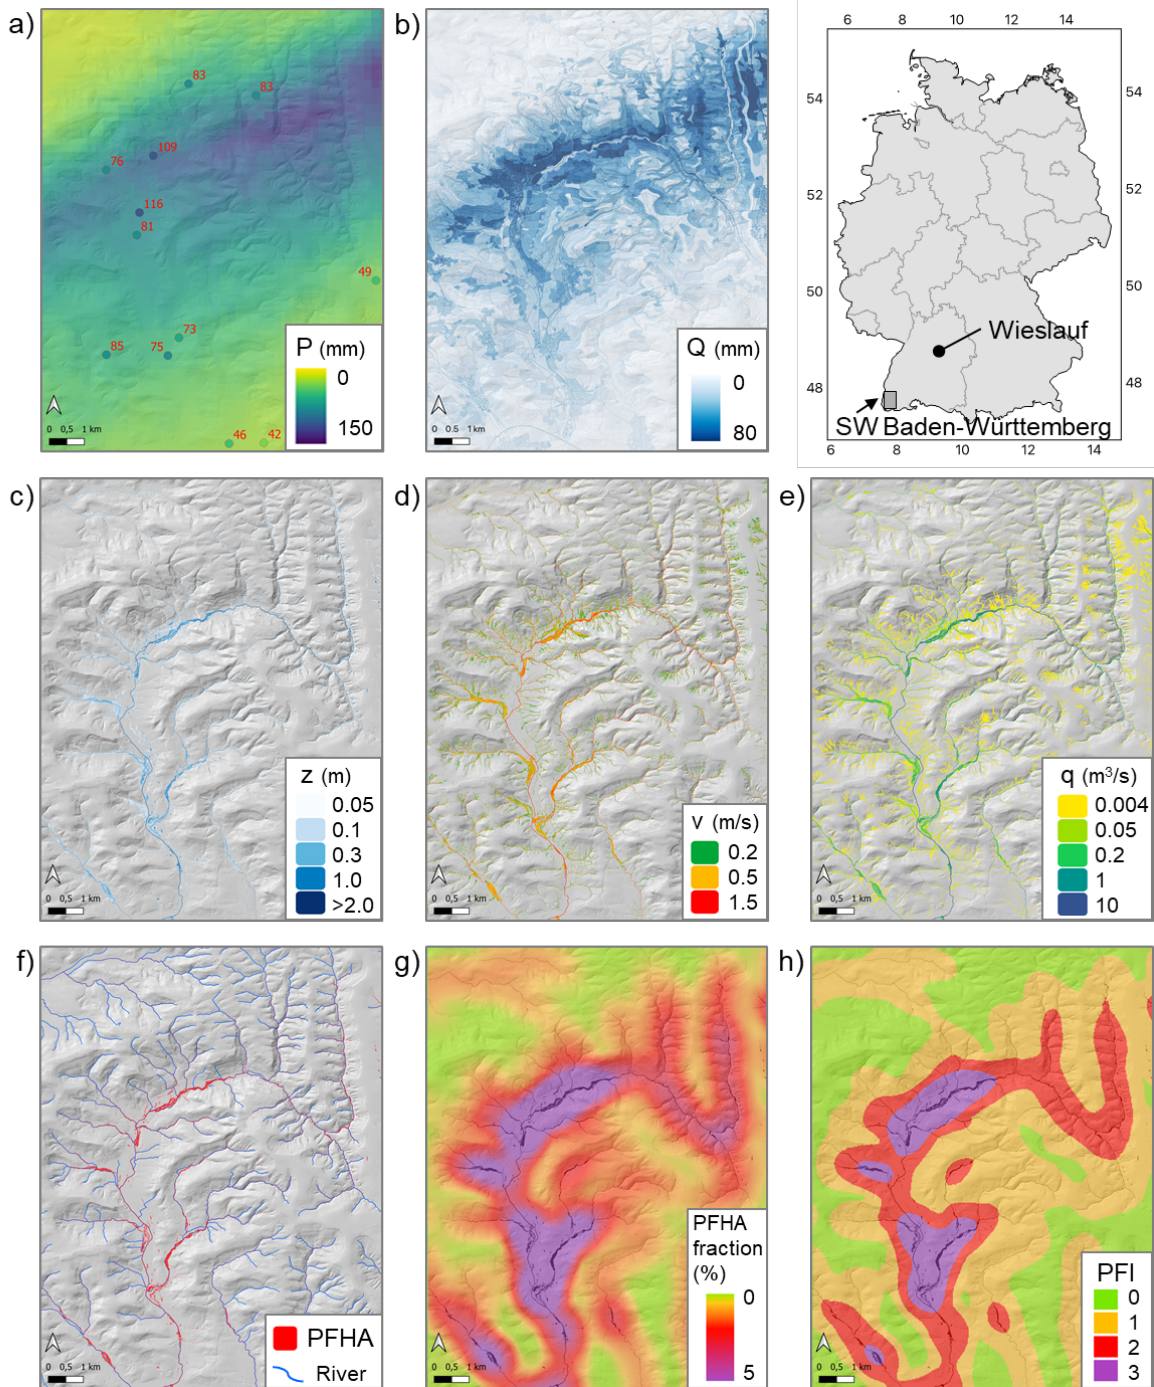 a)
83
83
109
76
116
81
49
73
85
75
46
42
P (mm)
0
150
0 0,5 1 km
b)
Q (mm)
0
80
0 0.5 1 km
6 8 10 12 14
54
54
52
52
50
50
48
48
Wieslauf
SW Baden-Württemberg
6 8 10 12 14
c)
z (m)
0.05
0.1
0.3
1.0
>2.0
0 0,5 1 km
d)
v (m/s)
0.2
0.5
1.5
0 0,5 1 km
e)
q (m³/s)
0.004
0.05
0.2
1
10
0 0,5 1 km
f)
PFHA
River
0 0,5 1 km
g)
PFHA
fraction
(%)
0
5
0 0,5 1 km
h)
PFI
0
1
2
3
0 0,5 1 km